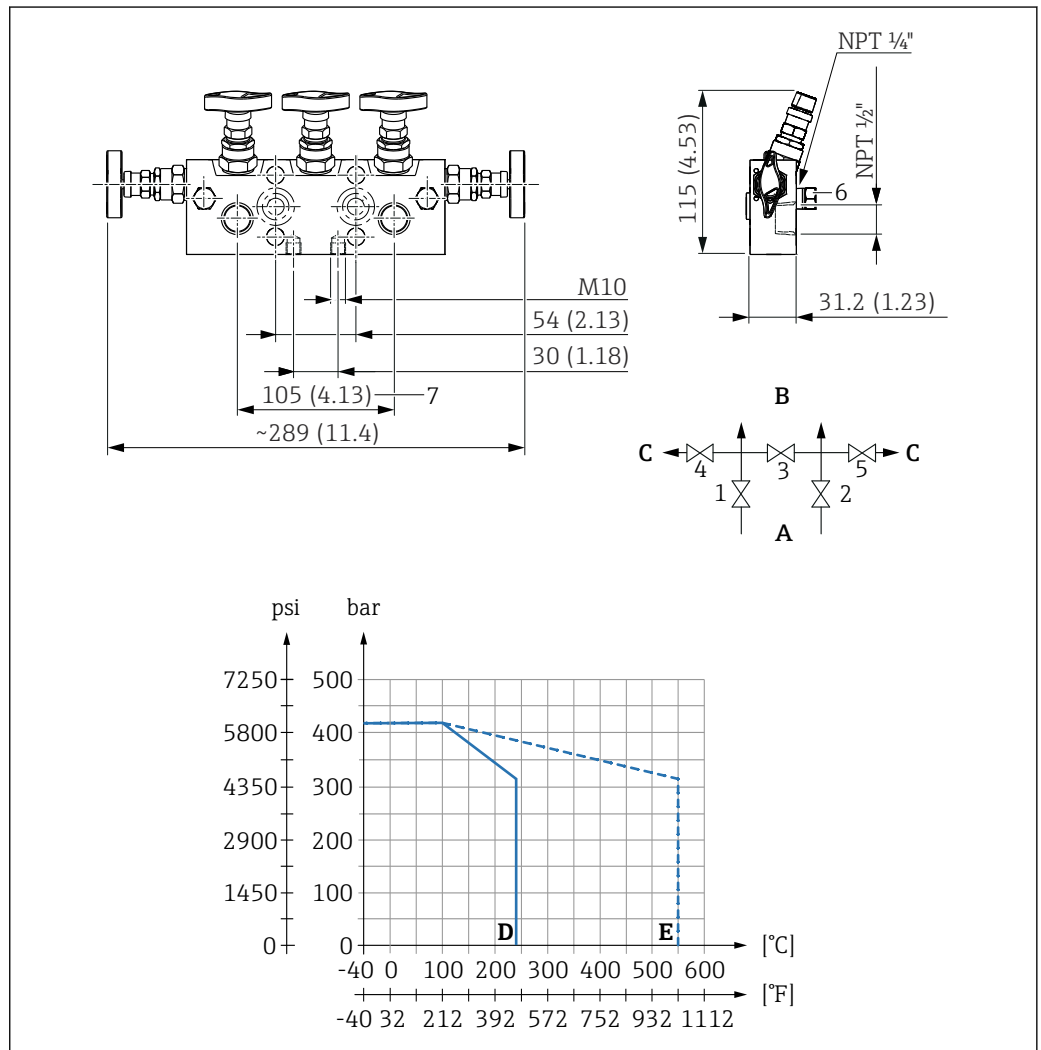 NPT ¼"
115 (4.53)
NPT ½"
6
M10
31.2 (1.23)
54 (2.13)
30 (1.18)
105 (4.13)
7
~289 (11.4)
B
C
C
4
3
5
1
2
A
psi
bar
7250
500
5800
400
4350
300
2900
200
1450
100
0
0
D
E
[°C]
-40 0 100 200 300 400 500 600
[°F]
-40 32 212 392 572 752 932 1112